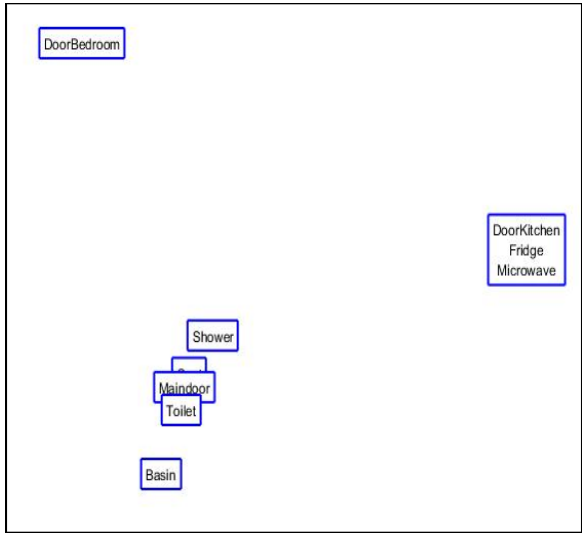 DoorBedroom
DoorKitchen
Fridge
Microwave
Shower
Maindoor
Toilet
Basin